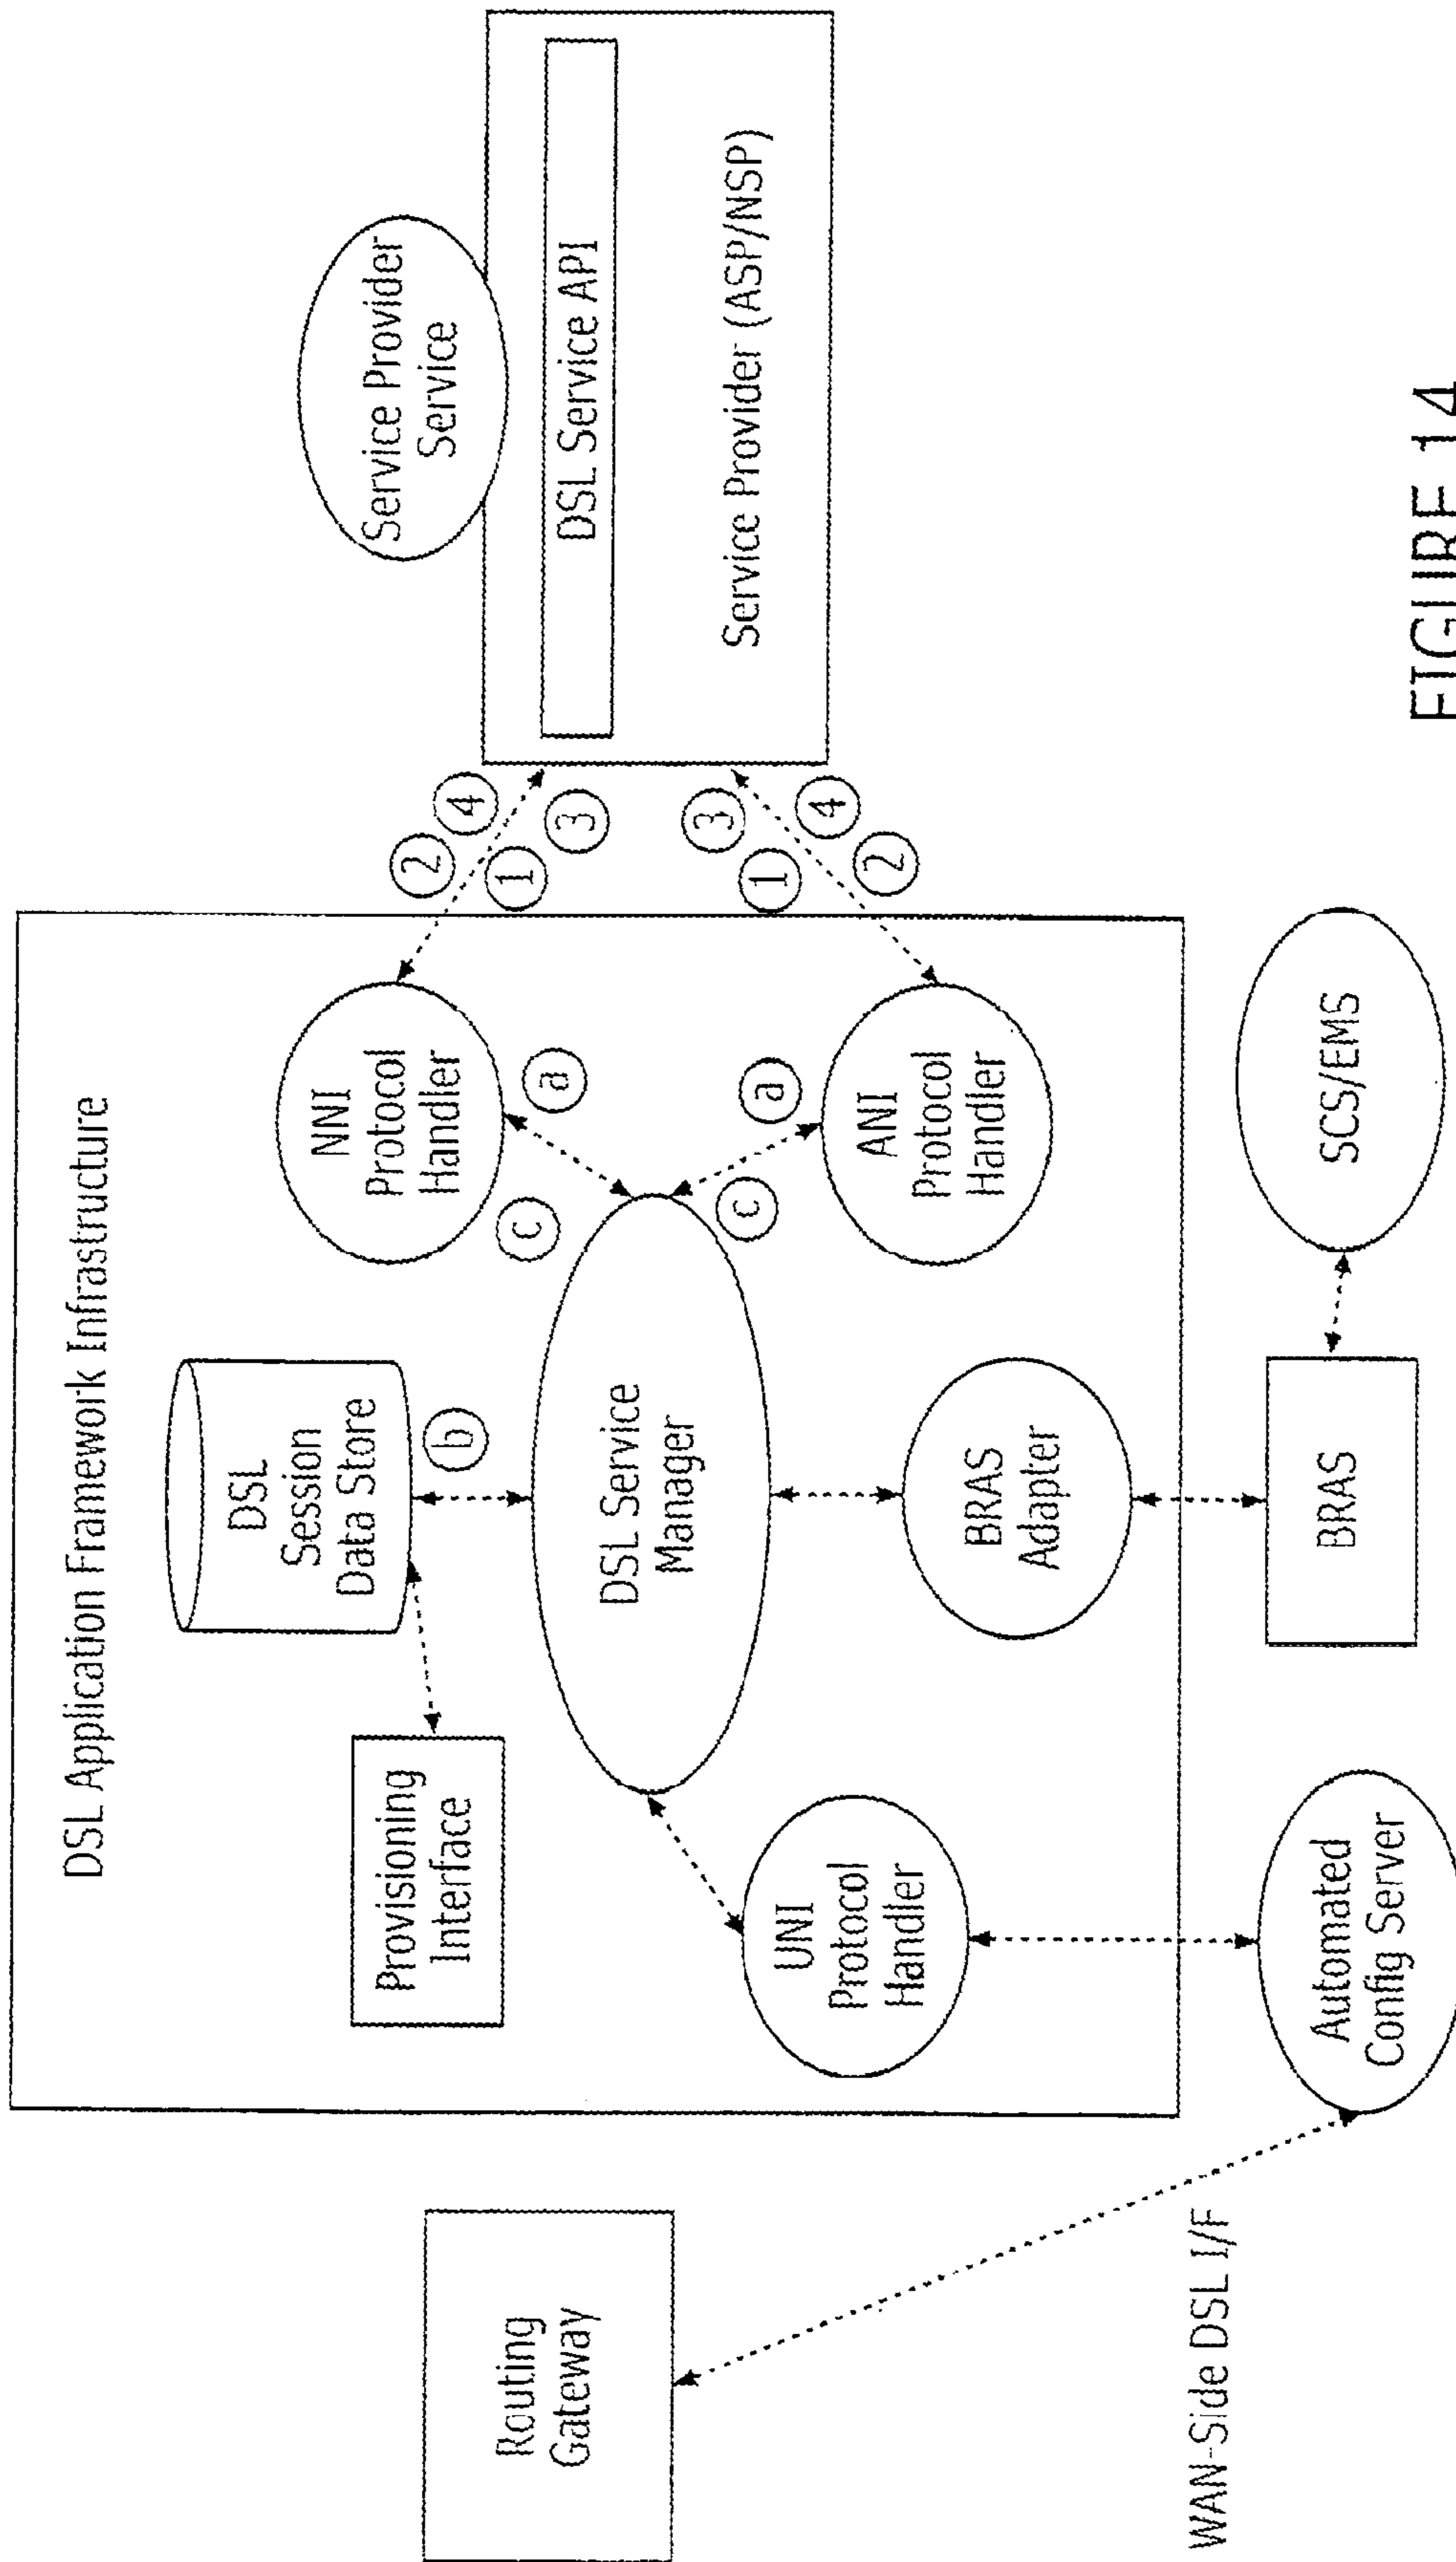 DSL Application Framework Infrastructure
Routing
Gateway
WAN-Side DSL I/F
Provisioning
Interface
DSL
Session
Data Store
b
DSL Service
Manager
UNI
Protocol
Handler
BRAS
Adapter
NNI
Protocol
Handler
c
a
c
a
ANI
Protocol
Handler
2
4
1
3
1
3
2
4
Service Provider
Service
DSL Service API
Service Provider (ASP/NSP)
Automated
Config Server
BRAS
SCS/EMS
FIGURE 14